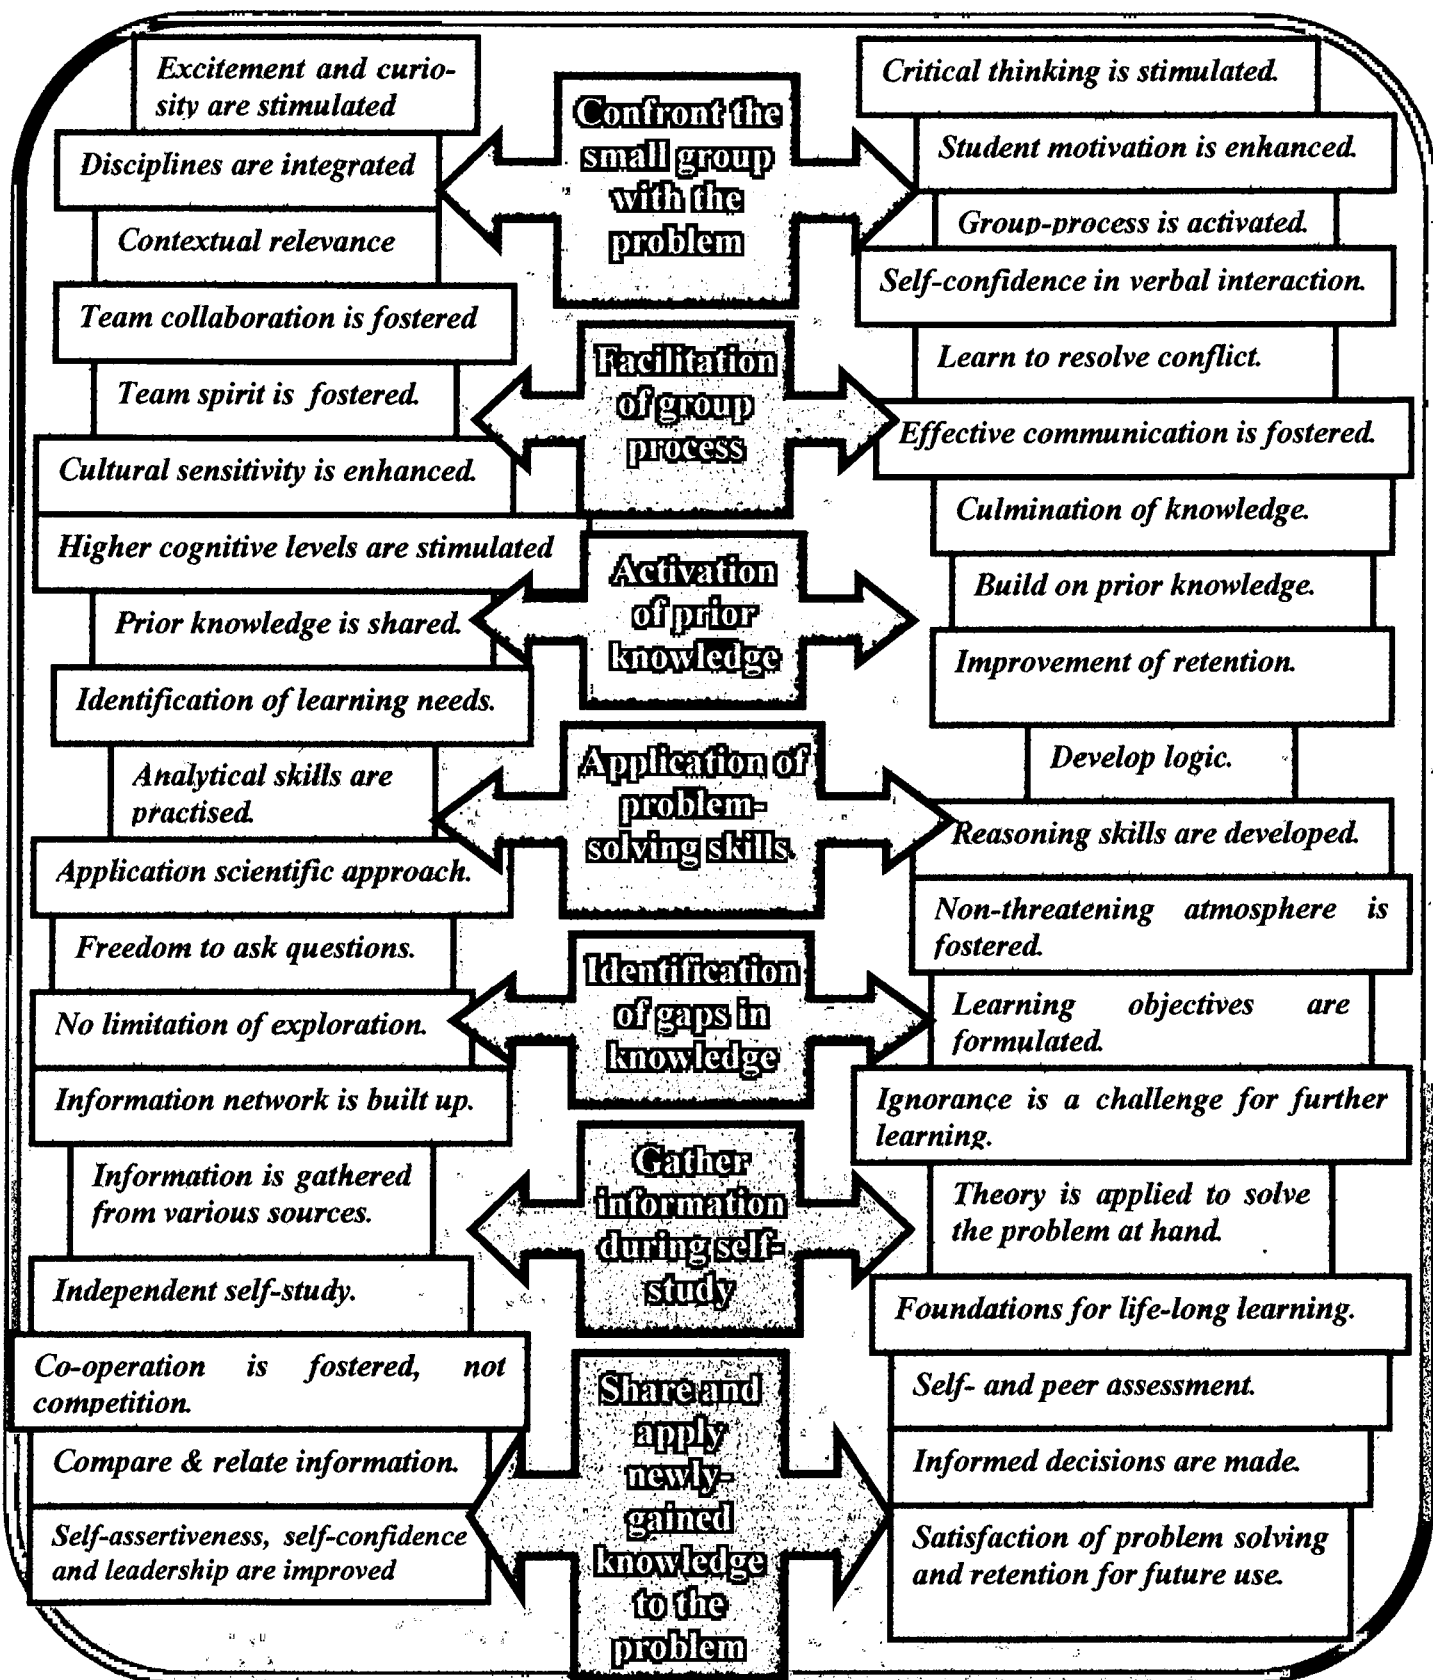 Excitement and curio-
sity are stimulated
Disciplines are integrated
Contextual relevance
Confront the
small group
with the
problem
Critical thinking is stimulated.
Student motivation is enhanced.
Group-process is activated.
Team collaboration is fostered
Team spirit is fostered.
Cultural sensitivity is enhanced.
Facilitation
of group
process
Self-confidence in verbal interaction.
Learn to resolve conflict.
Effective communication is fostered.
Higher cognitive levels are stimulated
Prior knowledge is shared.
Identification of learning needs.
Activation
of prior
knowledge
Culmination of knowledge.
Build on prior knowledge.
Improvement of retention.
Analytical skills are
practised.
Application scientific approach.
Application of
problem-
solving skills.
Develop logic.
Reasoning skills are developed.
Freedom to ask questions.
No limitation of exploration.
Information network is built up.
Identification
of gaps in
knowledge
Non-threatening atmosphere is
fostered.
Learning objectives are
formulated.
Ignorance is a challenge for further
learning.
Information is gathered
from various sources.
Independent self-study.
Gather
information
during self-
study
Theory is applied to solve
the problem at hand.
Foundations for life-long learning.
Co-operation is fostered, not
competition.
Compare & relate information.
Self-assertiveness, self-confidence
and leadership are improved
Share and
apply
newly-
gained
knowledge
to the
problem
Self- and peer assessment.
Informed decisions are made.
Satisfaction of problem solving
and retention for future use.